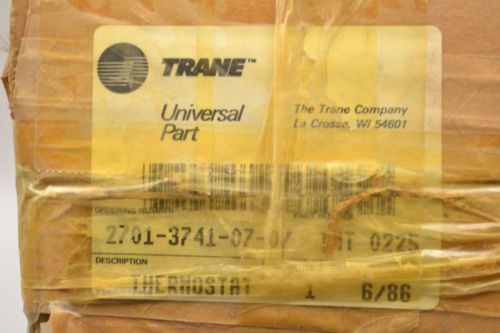 TRANE™
Universal
Part
The Trane Company
La Crosse, WI 54601
ORDERING NUMBER
2701-3741-07-0 0225
DESCRIPTION
THERMOSTAT 1 6/86